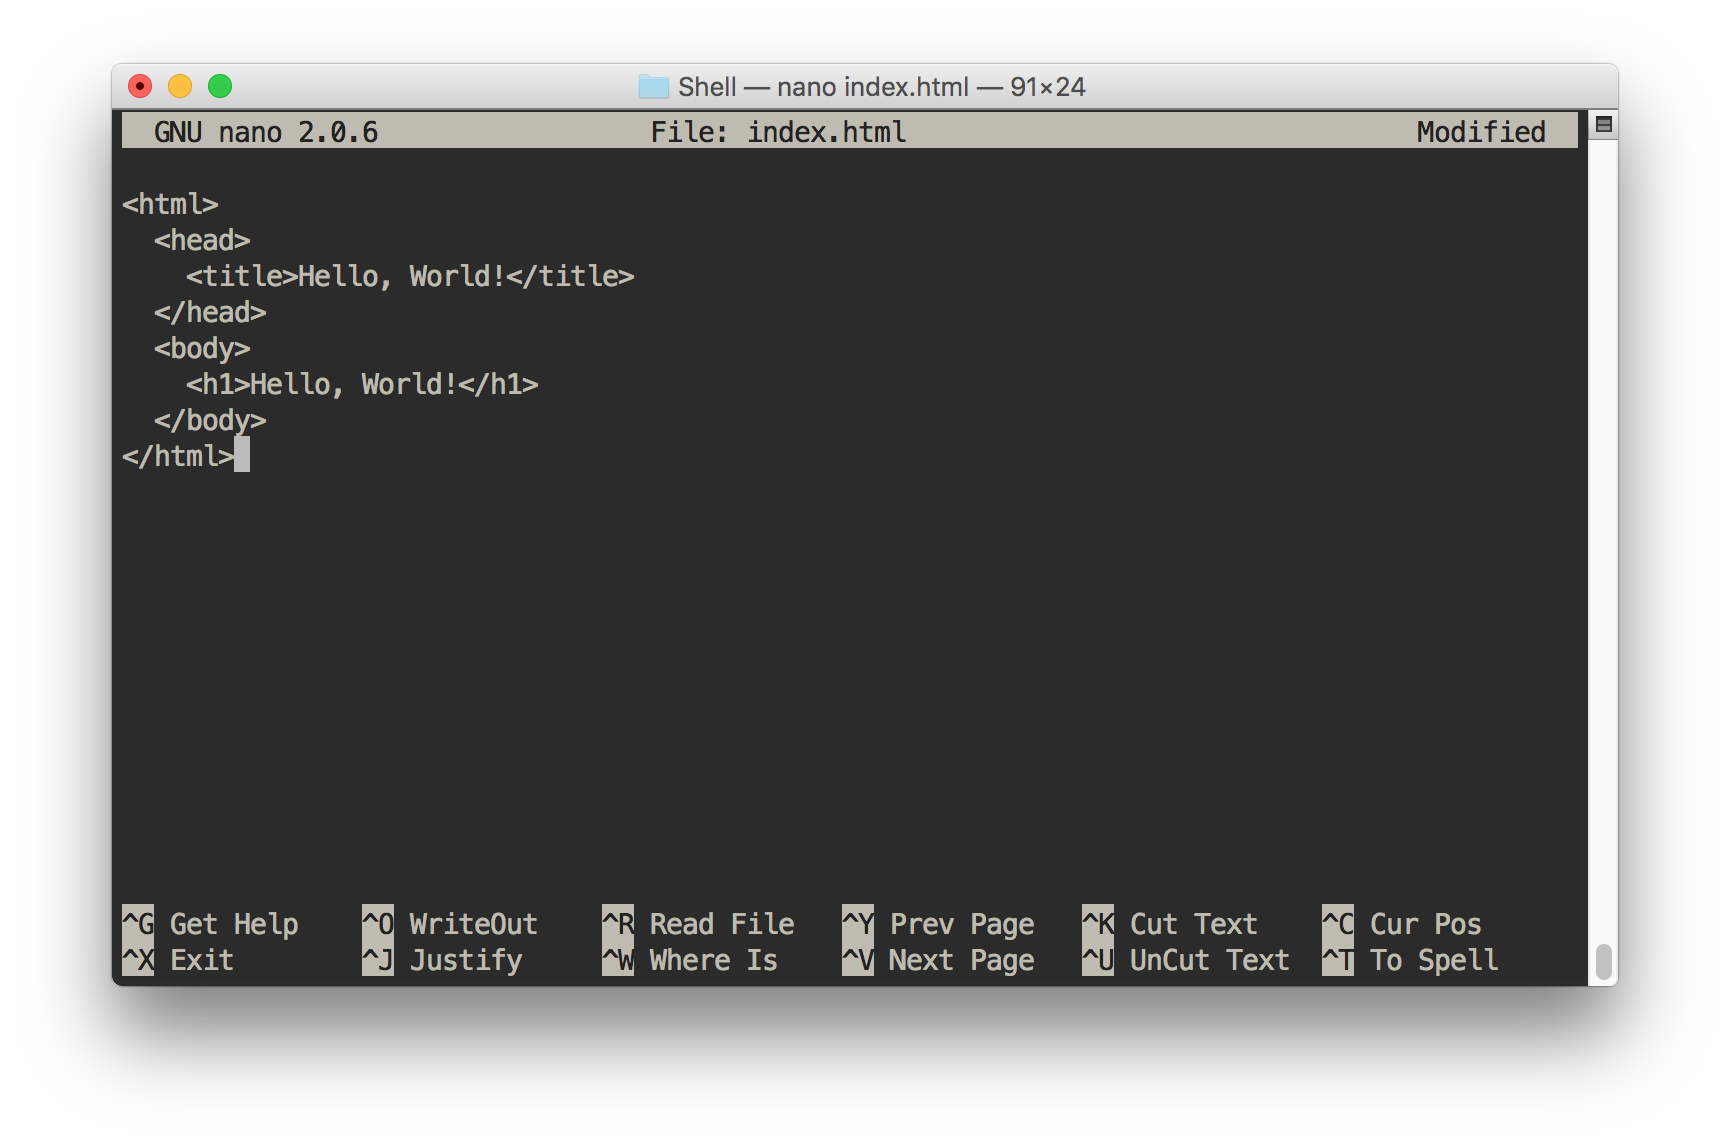 Shell — nano index.html — 91×24
GNU nano 2.0.6 File: index.html Modified
<html>
  <head>
    <title>Hello, World!</title>
  </head>
  <body>
    <h1>Hello, World!</h1>
  </body>
</html>
^G Get Help ^O WriteOut ^R Read File ^Y Prev Page ^K Cut Text ^C Cur Pos
^X Exit ^J Justify ^W Where Is ^V Next Page ^U UnCut Text ^T To Spell